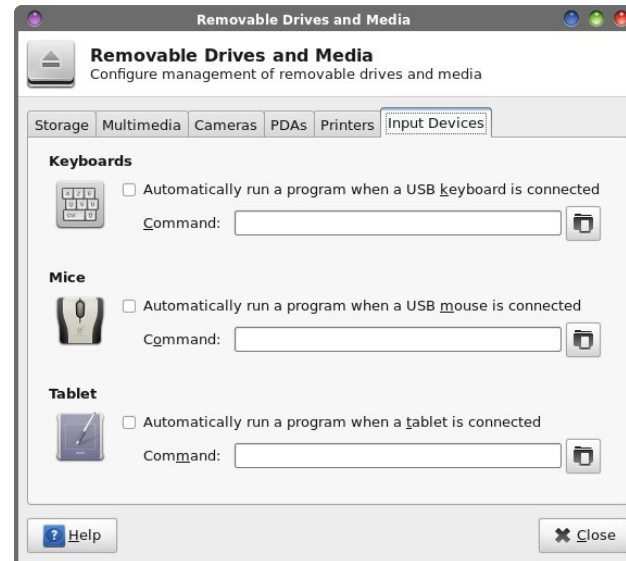 Removable Drives and Media
Removable Drives and Media
Configure management of removable drives and media
Storage Multimedia Cameras PDAs Printers Input Devices
Keyboards
Automatically run a program when a USB keyboard is connected
Command:
Mice
Automatically run a program when a USB mouse is connected
Command:
Tablet
Automatically run a program when a tablet is connected
Command:
? Help
Close